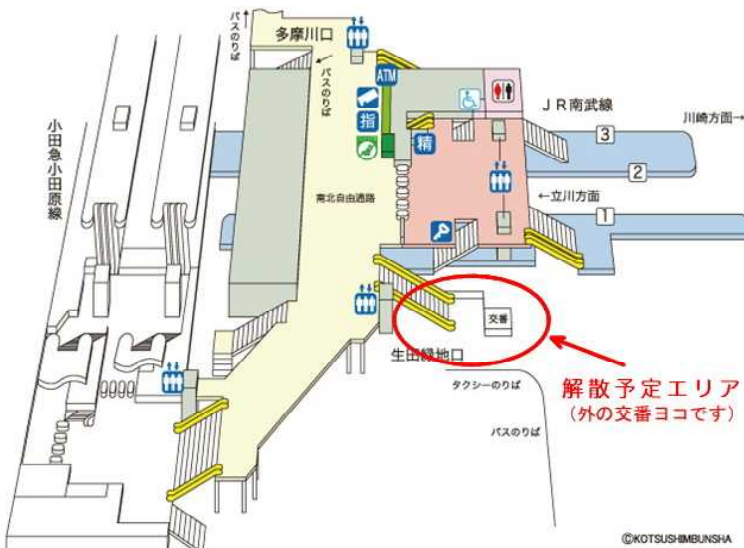 バスのりば
多摩川口
バスのりば
ATM
指
精
JR南武線
川崎方面→
3
2
小田急小田原線
南北自由通路
←立川方面
1
交番
生田緑地口
タクシーのりば
バスのりば
解散予定エリア
(外の交番ヨコです)
©KOTSUSHIMBUNSHA